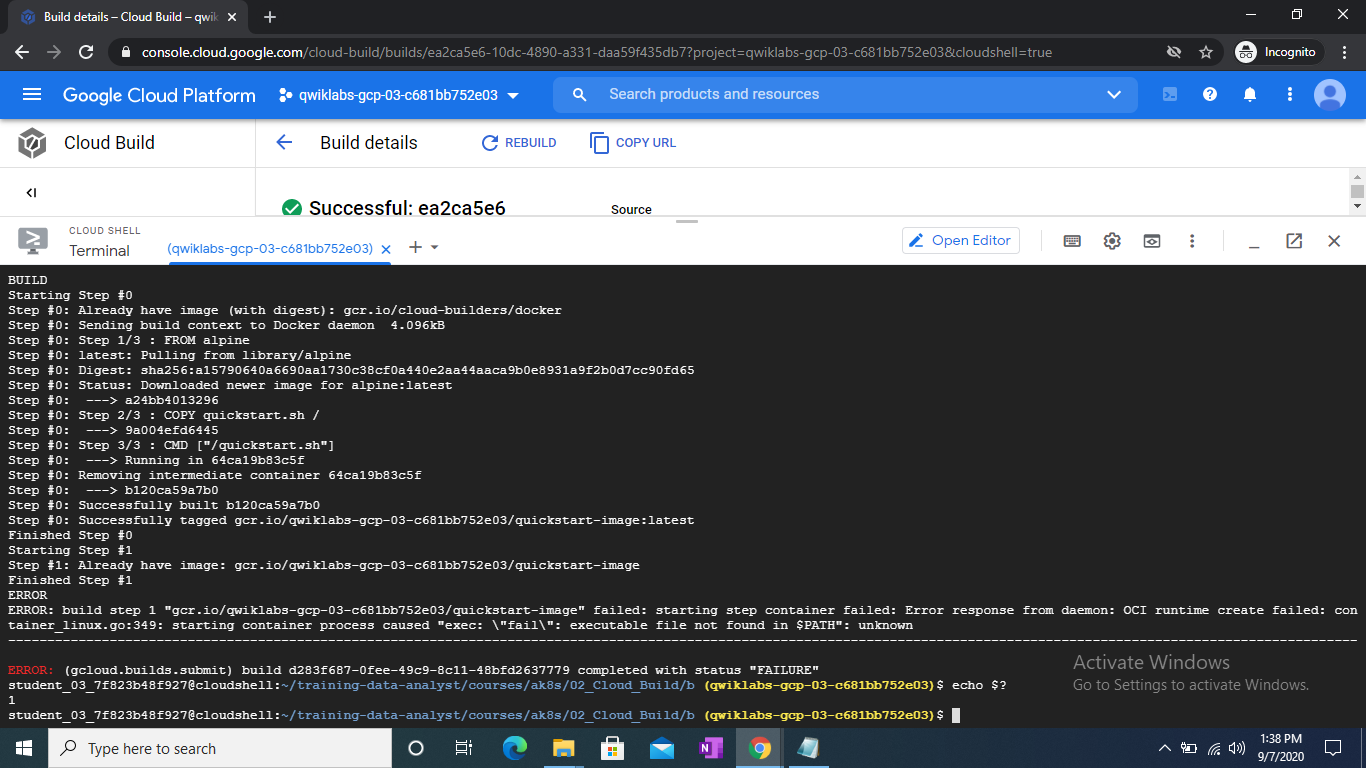 Build details – Cloud Build – qwik
console.cloud.google.com/cloud-build/builds/ea2ca5e6-10dc-4890-a331-daa59f435db7?project=qwiklabs-gcp-03-c681bb752e03&cloudshell=true
Incognito
Google Cloud Platform
qwiklabs-gcp-03-c681bb752e03
Search products and resources
Cloud Build
Build details
REBUILD
COPY URL
Successful: ea2ca5e6
Source
CLOUD SHELL
Terminal
(qwiklabs-gcp-03-c681bb752e03)
Open Editor
BUILD
Starting Step #0
Step #0: Already have image (with digest): gcr.io/cloud-builders/docker
Step #0: Sending build context to Docker daemon  4.096kB
Step #0: Step 1/3 : FROM alpine
Step #0: latest: Pulling from library/alpine
Step #0: Digest: sha256:a15790640a6690aa1730c38cf0a440e2aa44aaca9b0e8931a9f2b0d7cc90fd65
Step #0: Status: Downloaded newer image for alpine:latest
Step #0:  ---> a24bb4013296
Step #0: Step 2/3 : COPY quickstart.sh /
Step #0:  ---> 9a004efd6445
Step #0: Step 3/3 : CMD ["/quickstart.sh"]
Step #0:  ---> Running in 64ca19b83c5f
Step #0: Removing intermediate container 64ca19b83c5f
Step #0:  ---> b120ca59a7b0
Step #0: Successfully built b120ca59a7b0
Step #0: Successfully tagged gcr.io/qwiklabs-gcp-03-c681bb752e03/quickstart-image:latest
Finished Step #0
Starting Step #1
Step #1: Already have image: gcr.io/qwiklabs-gcp-03-c681bb752e03/quickstart-image
Finished Step #1
ERROR
ERROR: build step 1 "gcr.io/qwiklabs-gcp-03-c681bb752e03/quickstart-image" failed: starting step container failed: Error response from daemon: OCI runtime create failed: con
tainer_linux.go:349: starting container process caused "exec: \"fail\": executable file not found in $PATH": unknown
ERROR: (gcloud.builds.submit) build d283f687-0fee-49c9-8c11-48bfd2637779 completed with status "FAILURE"
student_03_7f823b48f927@cloudshell:~/training-data-analyst/courses/ak8s/02_Cloud_Build/b (qwiklabs-gcp-03-c681bb752e03)$ echo $?
1
student_03_7f823b48f927@cloudshell:~/training-data-analyst/courses/ak8s/02_Cloud_Build/b (qwiklabs-gcp-03-c681bb752e03)$
Activate Windows
Go to Settings to activate Windows.
Type here to search
1:38 PM
9/7/2020